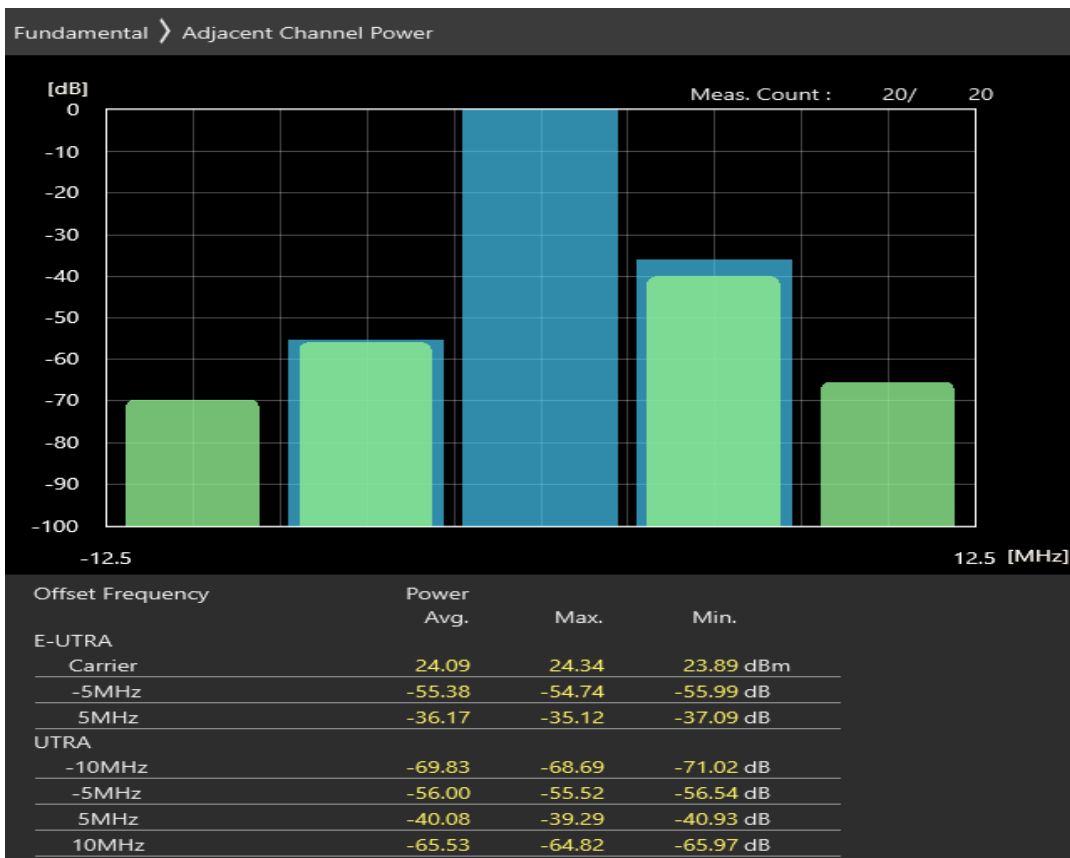 Fundamental 〉 Adjacent Channel Power
[dB]
Meas. Count : 20/ 20
0
-10
-20
-30
-40
-50
-60
-70
-80
-90
-100
-12.5 12.5 [MHz]
Offset Frequency Power
Avg. Max. Min.
E-UTRA
Carrier 24.09 24.34 23.89 dBm
-5MHz -55.38 -54.74 -55.99 dB
5MHz -36.17 -35.12 -37.09 dB
UTRA
-10MHz -69.83 -68.69 -71.02 dB
-5MHz -56.00 -55.52 -56.54 dB
5MHz -40.08 -39.29 -40.93 dB
10MHz -65.53 -64.82 -65.97 dB